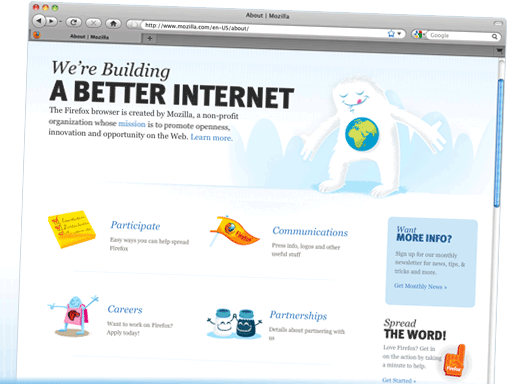 About | Mozilla
http://www.mozilla.com/en-US/about/
Google
About | Mozilla
We're Building
A BETTER INTERNET
The Firefox browser is created by Mozilla, a non-profit
organization whose mission is to promote openness,
innovation and opportunity on the Web. Learn more.
Participate
Easy ways you can help spread
Firefox
Communications
Press info, logos and other
useful stuff
Firefox
Careers
Want to work on Firefox?
Apply today!
Partnerships
Details about partnering with
us
Want
MORE INFO?
Sign up for our monthly
newsletter for news, tips, &
tricks and more.
Get Monthly News »
Spread
THE WORD!
Love Firefox? Get in
on the action by taking
a minute to help.
Get Started »
Firefox